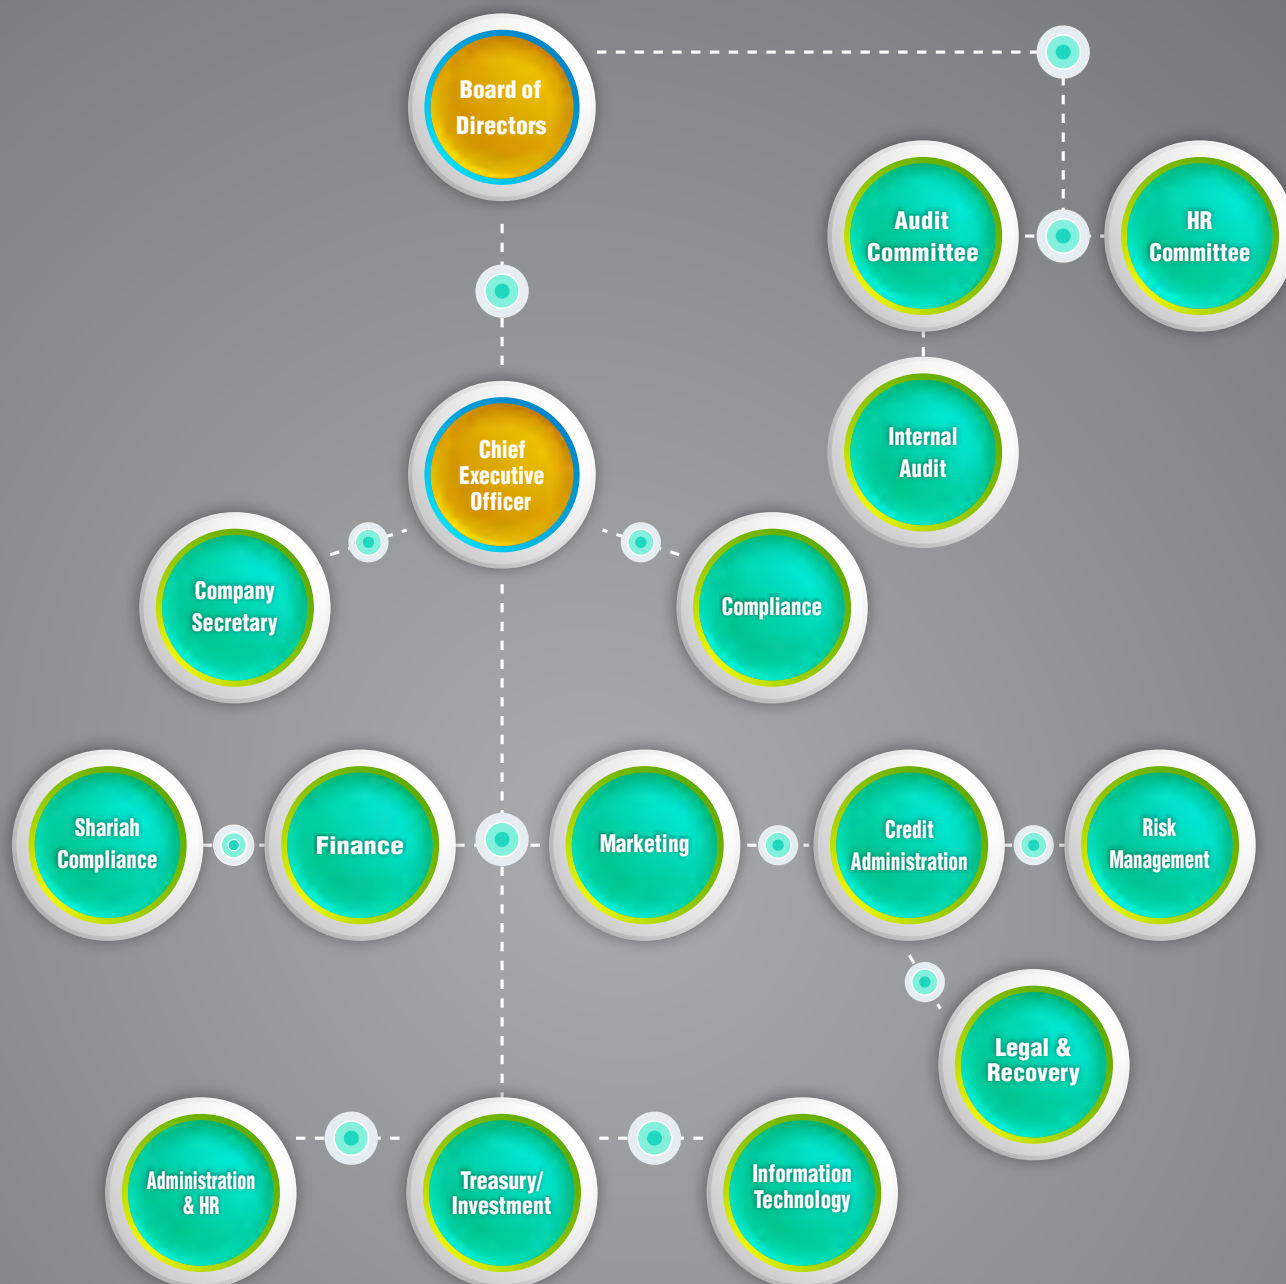 Board of
Directors
Audit
Committee
HR
Committee
Internal
Audit
Chief
Executive
Officer
Company
Secretary
Compliance
Shariah
Compliance
Finance
Marketing
Credit
Administration
Risk
Management
Legal &
Recovery
Administration
& HR
Treasury/
Investment
Information
Technology